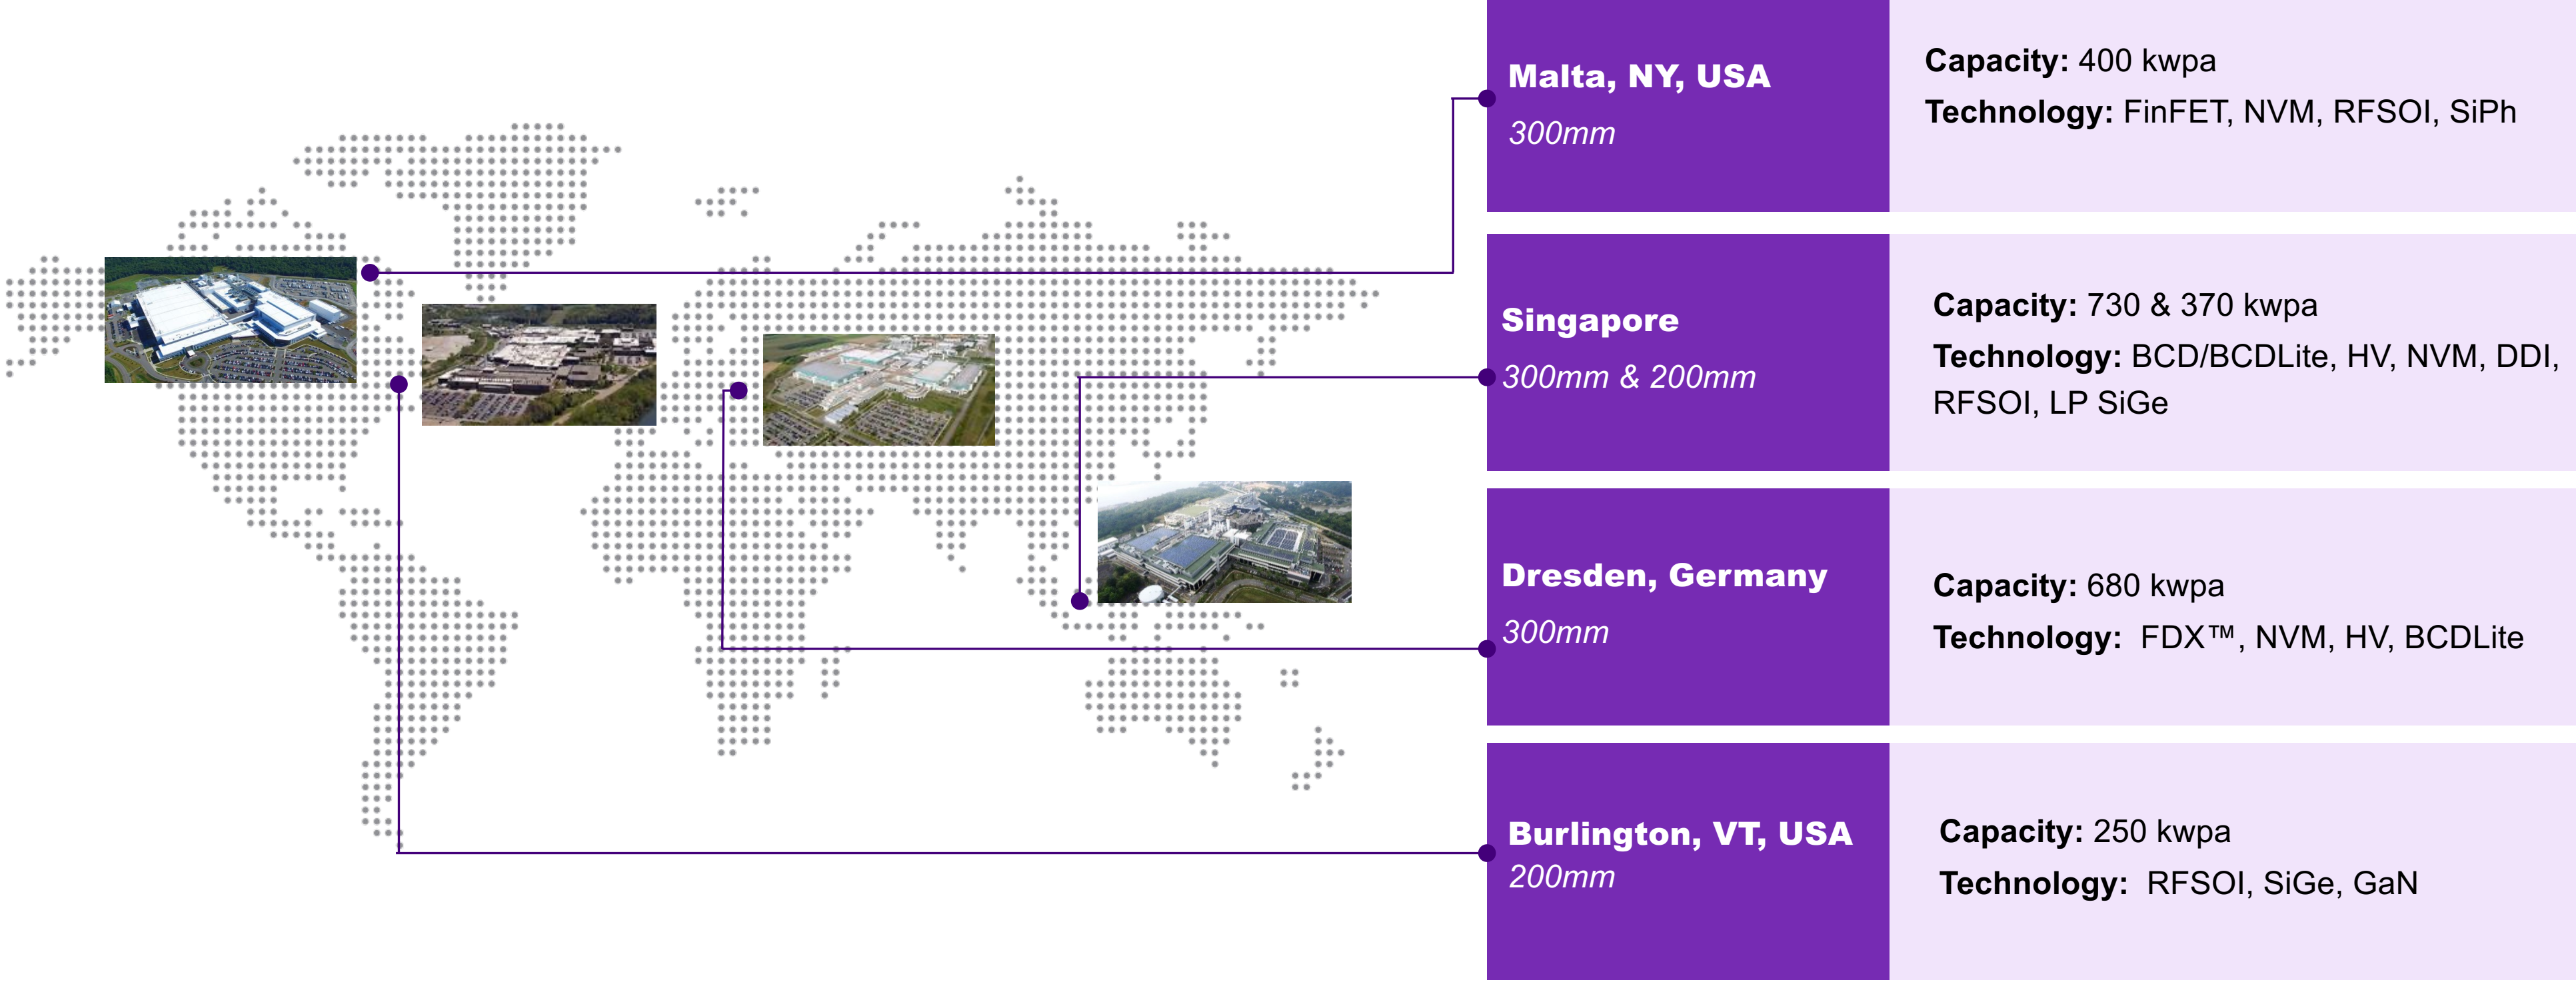 Malta, NY, USA
300mm
Capacity: 400 kwpa
Technology: FinFET, NVM, RFSOI, SiPh
Singapore
300mm & 200mm
Capacity: 730 & 370 kwpa
Technology: BCD/BCDLite, HV, NVM, DDI,
RFSOI, LP SiGe
Dresden, Germany
300mm
Capacity: 680 kwpa
Technology: FDX™, NVM, HV, BCDLite
Burlington, VT, USA
200mm
Capacity: 250 kwpa
Technology: RFSOI, SiGe, GaN